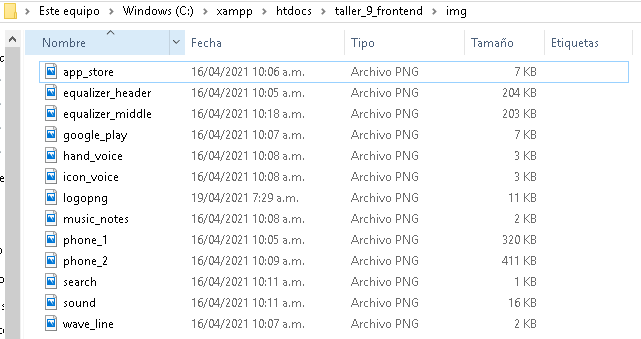 Este equipo > Windows (C:) > xampp > htdocs > taller_9_frontend > img
Nombre Fecha Tipo Tamaño Etiquetas
app_store 16/04/2021 10:06 a.m. Archivo PNG 7 KB
equalizer_header 16/04/2021 10:05 a.m. Archivo PNG 204 KB
equalizer_middle 16/04/2021 10:18 a.m. Archivo PNG 203 KB
google_play 16/04/2021 10:07 a.m. Archivo PNG 7 KB
hand_voice 16/04/2021 10:08 a.m. Archivo PNG 3 KB
icon_voice 16/04/2021 10:08 a.m. Archivo PNG 3 KB
logopng 19/04/2021 7:29 a.m. Archivo PNG 11 KB
music_notes 16/04/2021 10:08 a.m. Archivo PNG 2 KB
phone_1 16/04/2021 10:05 a.m. Archivo PNG 320 KB
phone_2 16/04/2021 10:09 a.m. Archivo PNG 411 KB
search 16/04/2021 10:11 a.m. Archivo PNG 1 KB
sound 16/04/2021 10:11 a.m. Archivo PNG 16 KB
wave_line 16/04/2021 10:07 a.m. Archivo PNG 2 KB